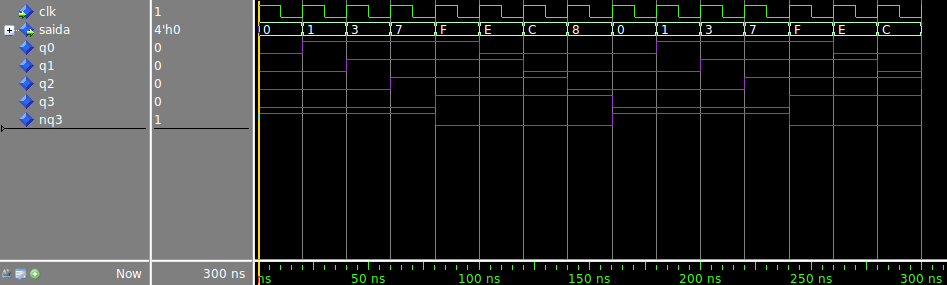 clk 1
saida 4'h0 0 1 3 7 F E C 8 0 1 3 7 F E C
q0 0
q1 0
q2 0
q3 0
nq3 1
Now 300 ns ns 50 ns 100 ns 150 ns 200 ns 250 ns 300 ns